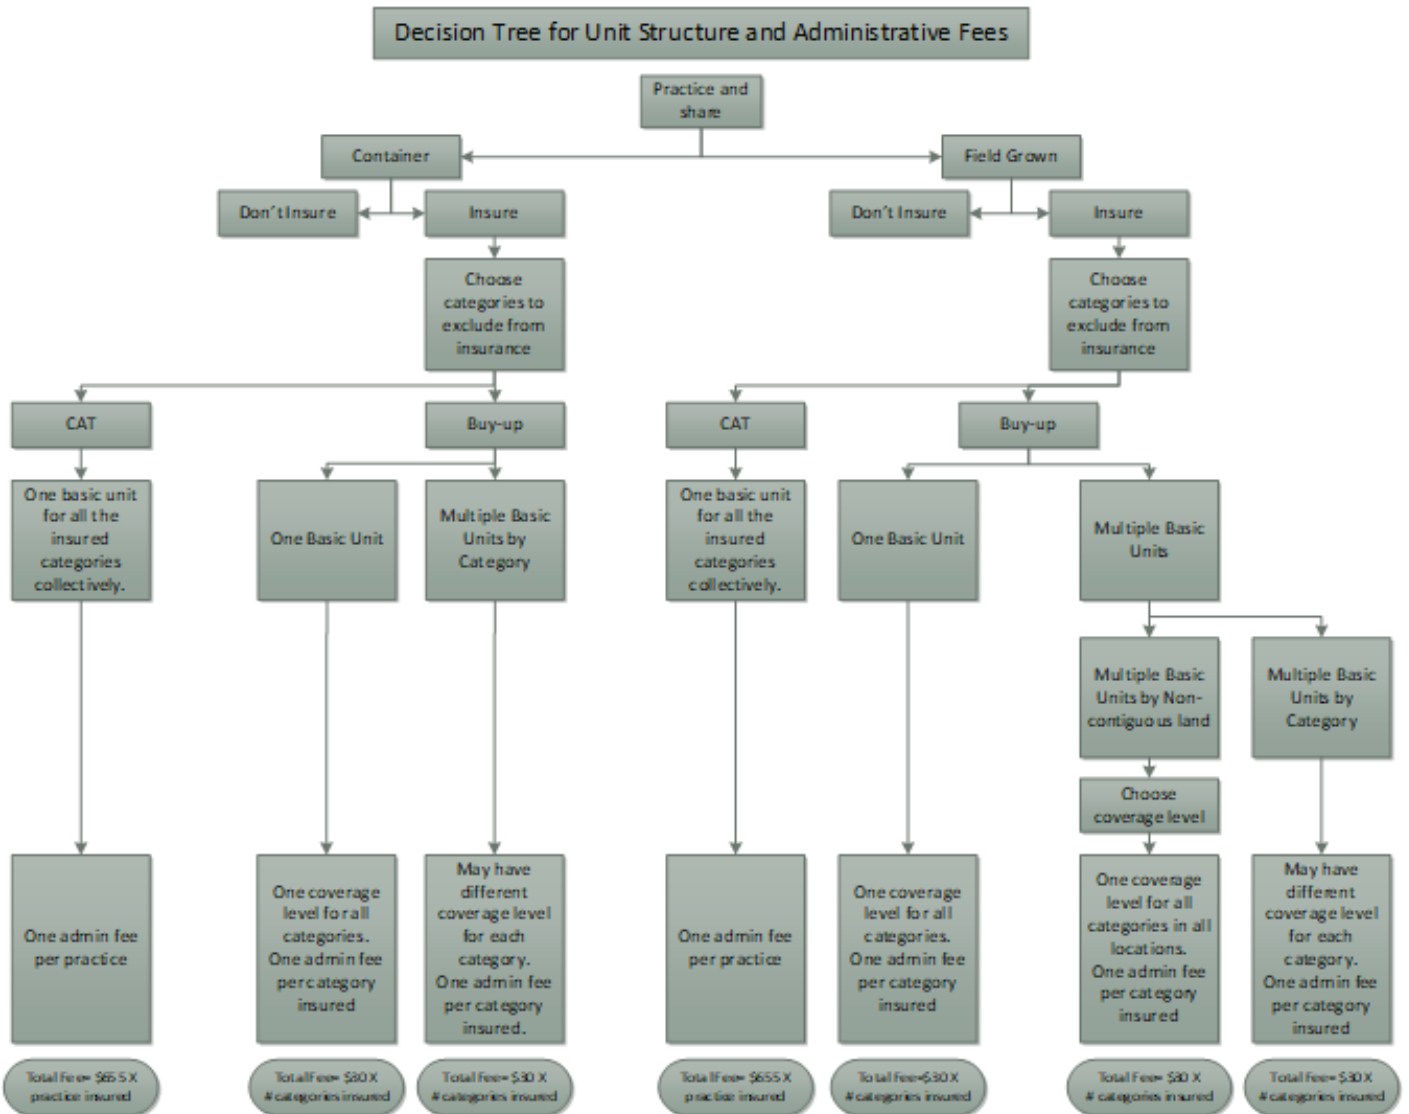 Decision Tree for Unit Structure and Administrative Fees
Practice and
share
Container
Field Grown
Don't Insure
Insure
Don't Insure
Insure
Choose
categories to
exclude from
insurance
Choose
categories to
exclude from
insurance
CAT
Buy-up
CAT
Buy-up
One basic unit
for all the
insured
categories
collectively.
One Basic Unit
Multiple Basic
Units by
Category
One basic unit
for all the
insured
categories
collectively.
One Basic Unit
Multiple Basic
Units
Multiple Basic
Units by Non-
contiguous land
Multiple Basic
Units by
Category
Choose
coverage level
One admin fee
per practice
One coverage
level for all
categories.
One admin fee
per category
insured
May have
different
coverage level
for each
category.
One admin fee
per category
insured.
One admin fee
per practice
One coverage
level for all
categories.
One admin fee
per category
insured
One coverage
level for all
categories in all
locations.
One admin fee
per category
insured
May have
different
coverage level
for each
category.
One admin fee
per category
insured
Total Fee= $655 X
practice insured
Total Fee= $30 X
# categories insured
Total Fee= $30 X
# categories insured
Total Fee= $655 X
practice insured
Total Fee=$30 X
# categories insured
Total Fee= $30 X
# categories insured
Total Fee= $30 X
# categories insured